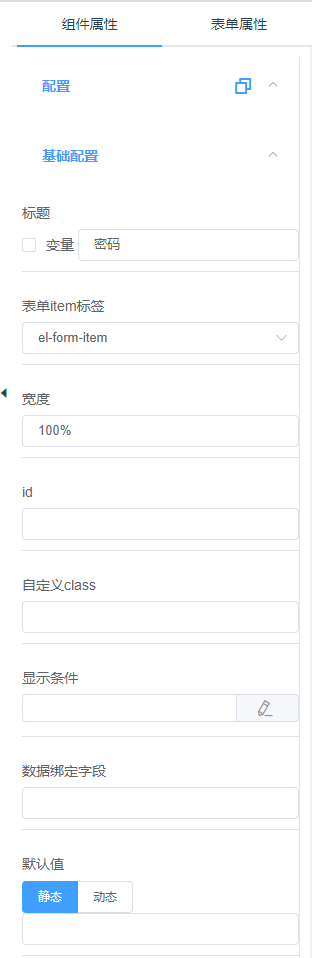 组件属性 表单属性
配置
基础配置
标题
变量 密码
表单item标签
el-form-item
宽度
100%
id
自定义class
显示条件
数据绑定字段
默认值
静态 动态